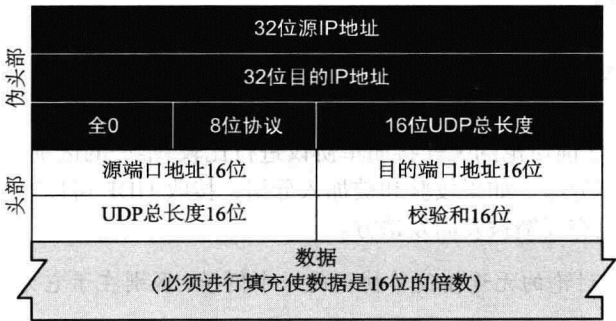 32位源IP地址
32位目的IP地址
全0 8位协议 16位UDP总长度
源端口地址16位 目的端口地址16位
UDP总长度16位 校验和16位
数据
(必须进行填充使数据是16位的倍数)
伪头部
头部